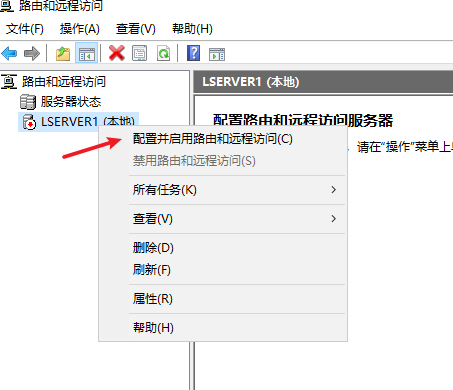 路由和远程访问
文件(F) 操作(A) 查看(V) 帮助(H)
路由和远程访问
服务器状态
LSERVER1 (本地)
LSERVER1 (本地)
配置路由和远程访问服务器
，请在“操作”菜单上
配置并启用路由和远程访问(C)
禁用路由和远程访问(S)
所有任务(K)
查看(V)
删除(D)
刷新(F)
属性(R)
帮助(H)